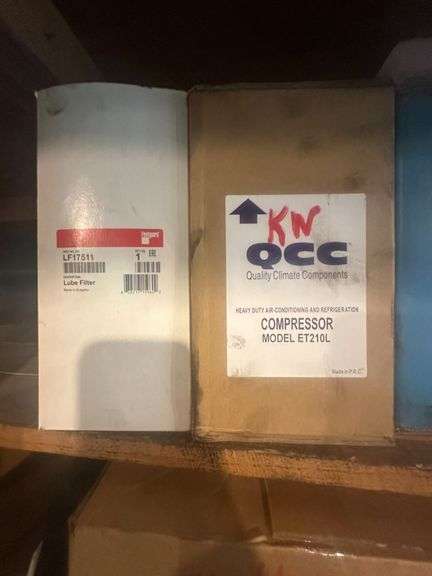 LF17511
1
Lube Filter
KN
QCC
Quality Climate Components
HEAVY DUTY AIR-CONDITIONING AND REFRIGERATION
COMPRESSOR
MODEL ET210L
Made in P.R.C.